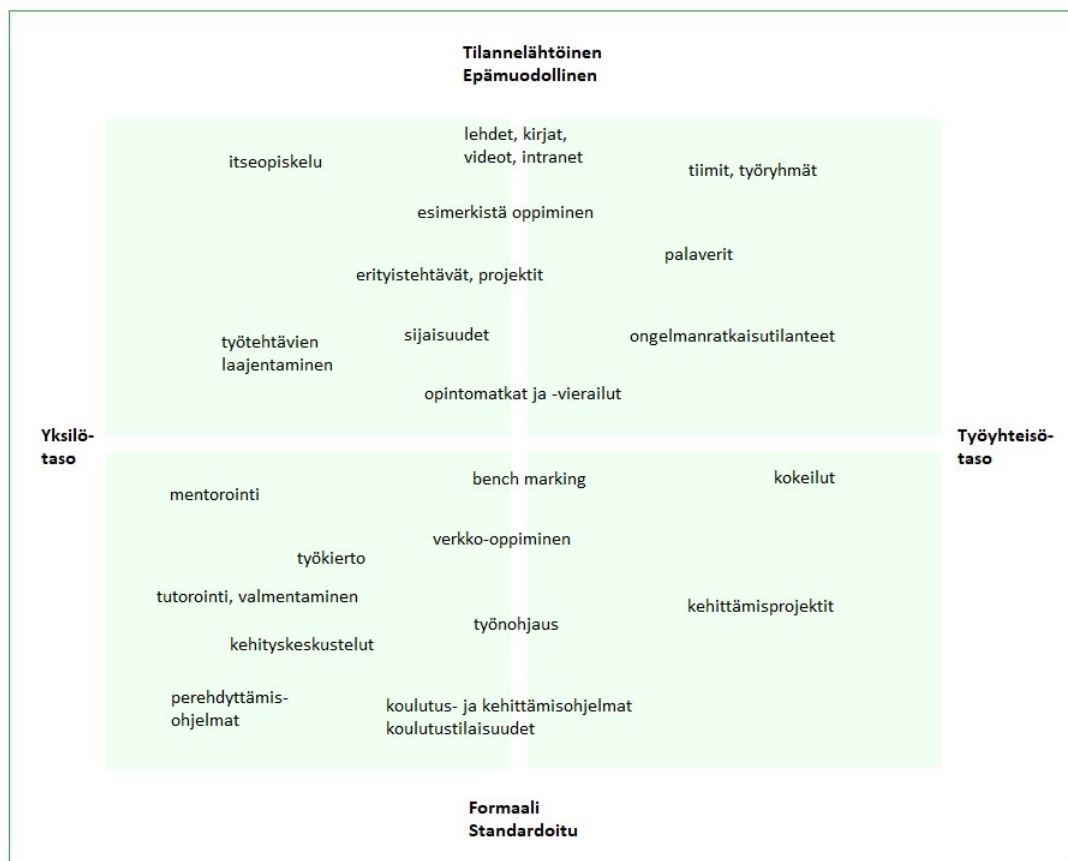 Tilannelähtöinen
Epämuodollinen
lehdet, kirjat,
videot, intranet
itseopiskelu
tiimit, työryhmät
esimerkistä oppiminen
palaverit
erityistehtävät, projektit
sijaisuudet
ongelmanratkaisutilanteet
työtehtävien
laajentaminen
opintomatkat ja -vierailut
Yksilö-
taso
Työyhteisö-
taso
bench marking
kokeilut
mentorointi
verkko-oppiminen
työkierto
tutorointi, valmentaminen
kehittämisprojektit
työnohjaus
kehityskeskustelut
perehdyttämis-
ohjelmat
koulutus- ja kehittämisohjelmat
koulutustilaisuudet
Formaali
Standardoitu